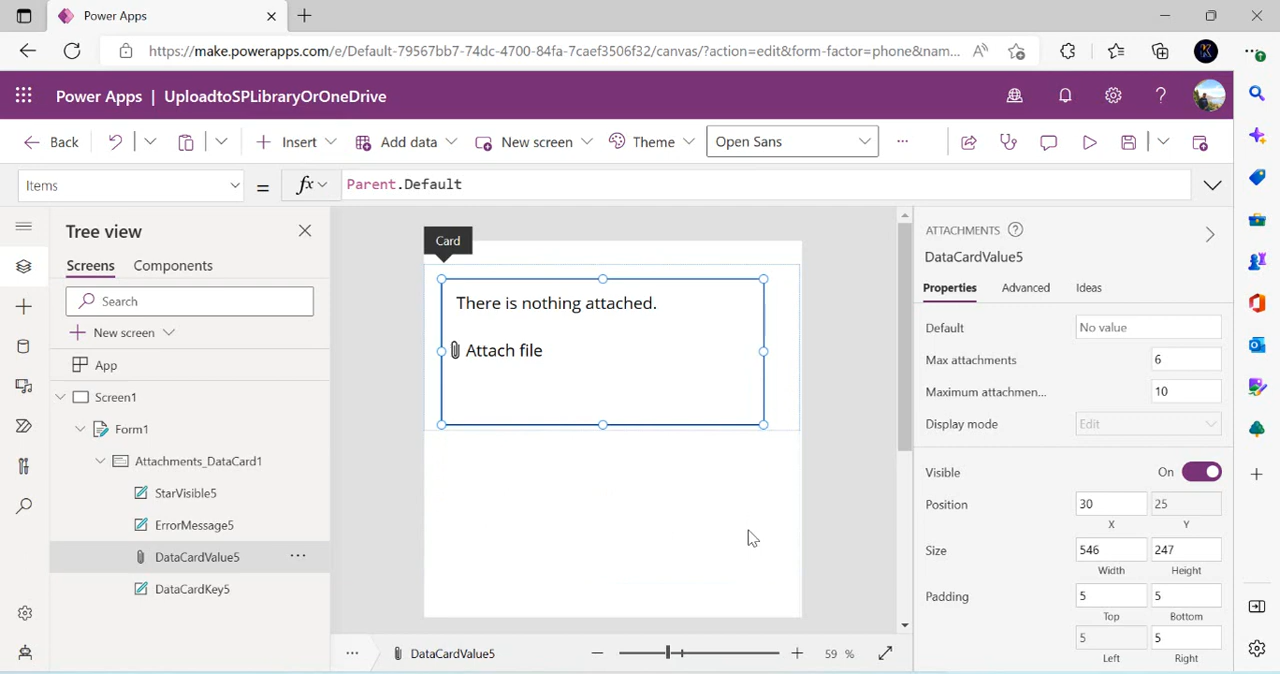 Power Apps
https://make.powerapps.com/e/Default-79567bb7-74dc-4700-84fa-7caef3506f32/canvas/?action=edit&form-factor=phone&nam...
Power Apps | UploadtoSPLibraryOrOneDrive
Back
Insert
Add data
New screen
Theme
Open Sans
Items
=
fx
Parent.Default
Tree view
Screens
Components
Search
New screen
App
Screen1
Form1
Attachments_DataCard1
StarVisible5
ErrorMessage5
DataCardValue5
DataCardKey5
Card
There is nothing attached.
Attach file
DataCardValue5
59 %
ATTACHMENTS
DataCardValue5
Properties
Advanced
Ideas
Default
No value
Max attachments
6
Maximum attachmen...
10
Display mode
Edit
Visible
On
Position
30
25
X
Y
Size
546
247
Width
Height
Padding
5
5
Top
Bottom
5
5
Left
Right